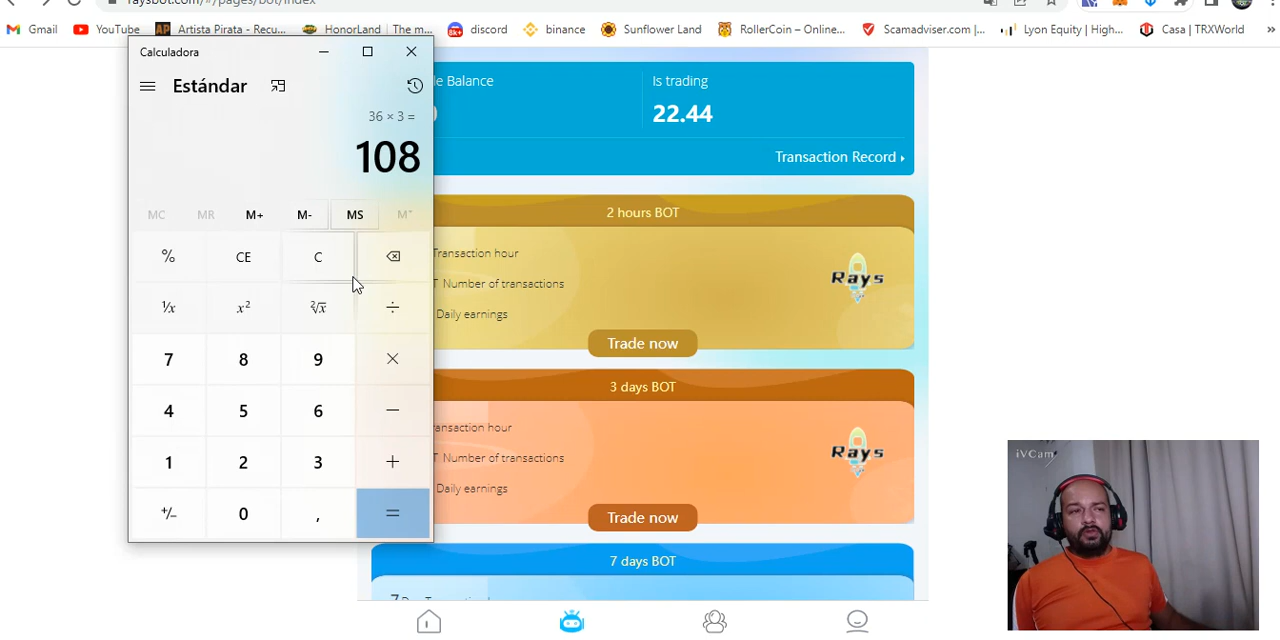 raysbot.com/#/pages/bot/index
Gmail
YouTube
Artista Pirata - Recu...
HonorLand | The m...
discord
binance
Sunflower Land
RollerCoin – Online...
Scamadviser.com |...
Lyon Equity | High...
Casa | TRXWorld
»
Calculadora
Estándar
36 × 3 =
108
MC MR M+ M- MS M˅
% CE C
¹/x x² ²√x ÷
7 8 9 ×
4 5 6 −
1 2 3 +
+/− 0 , =
le Balance
Is trading
22.44
Transaction Record
2 hours BOT
Transaction hour
T Number of transactions
Daily earnings
Rays
Trade now
3 days BOT
ansaction hour
T Number of transactions
Daily earnings
Rays
Trade now
7 days BOT
iVCam